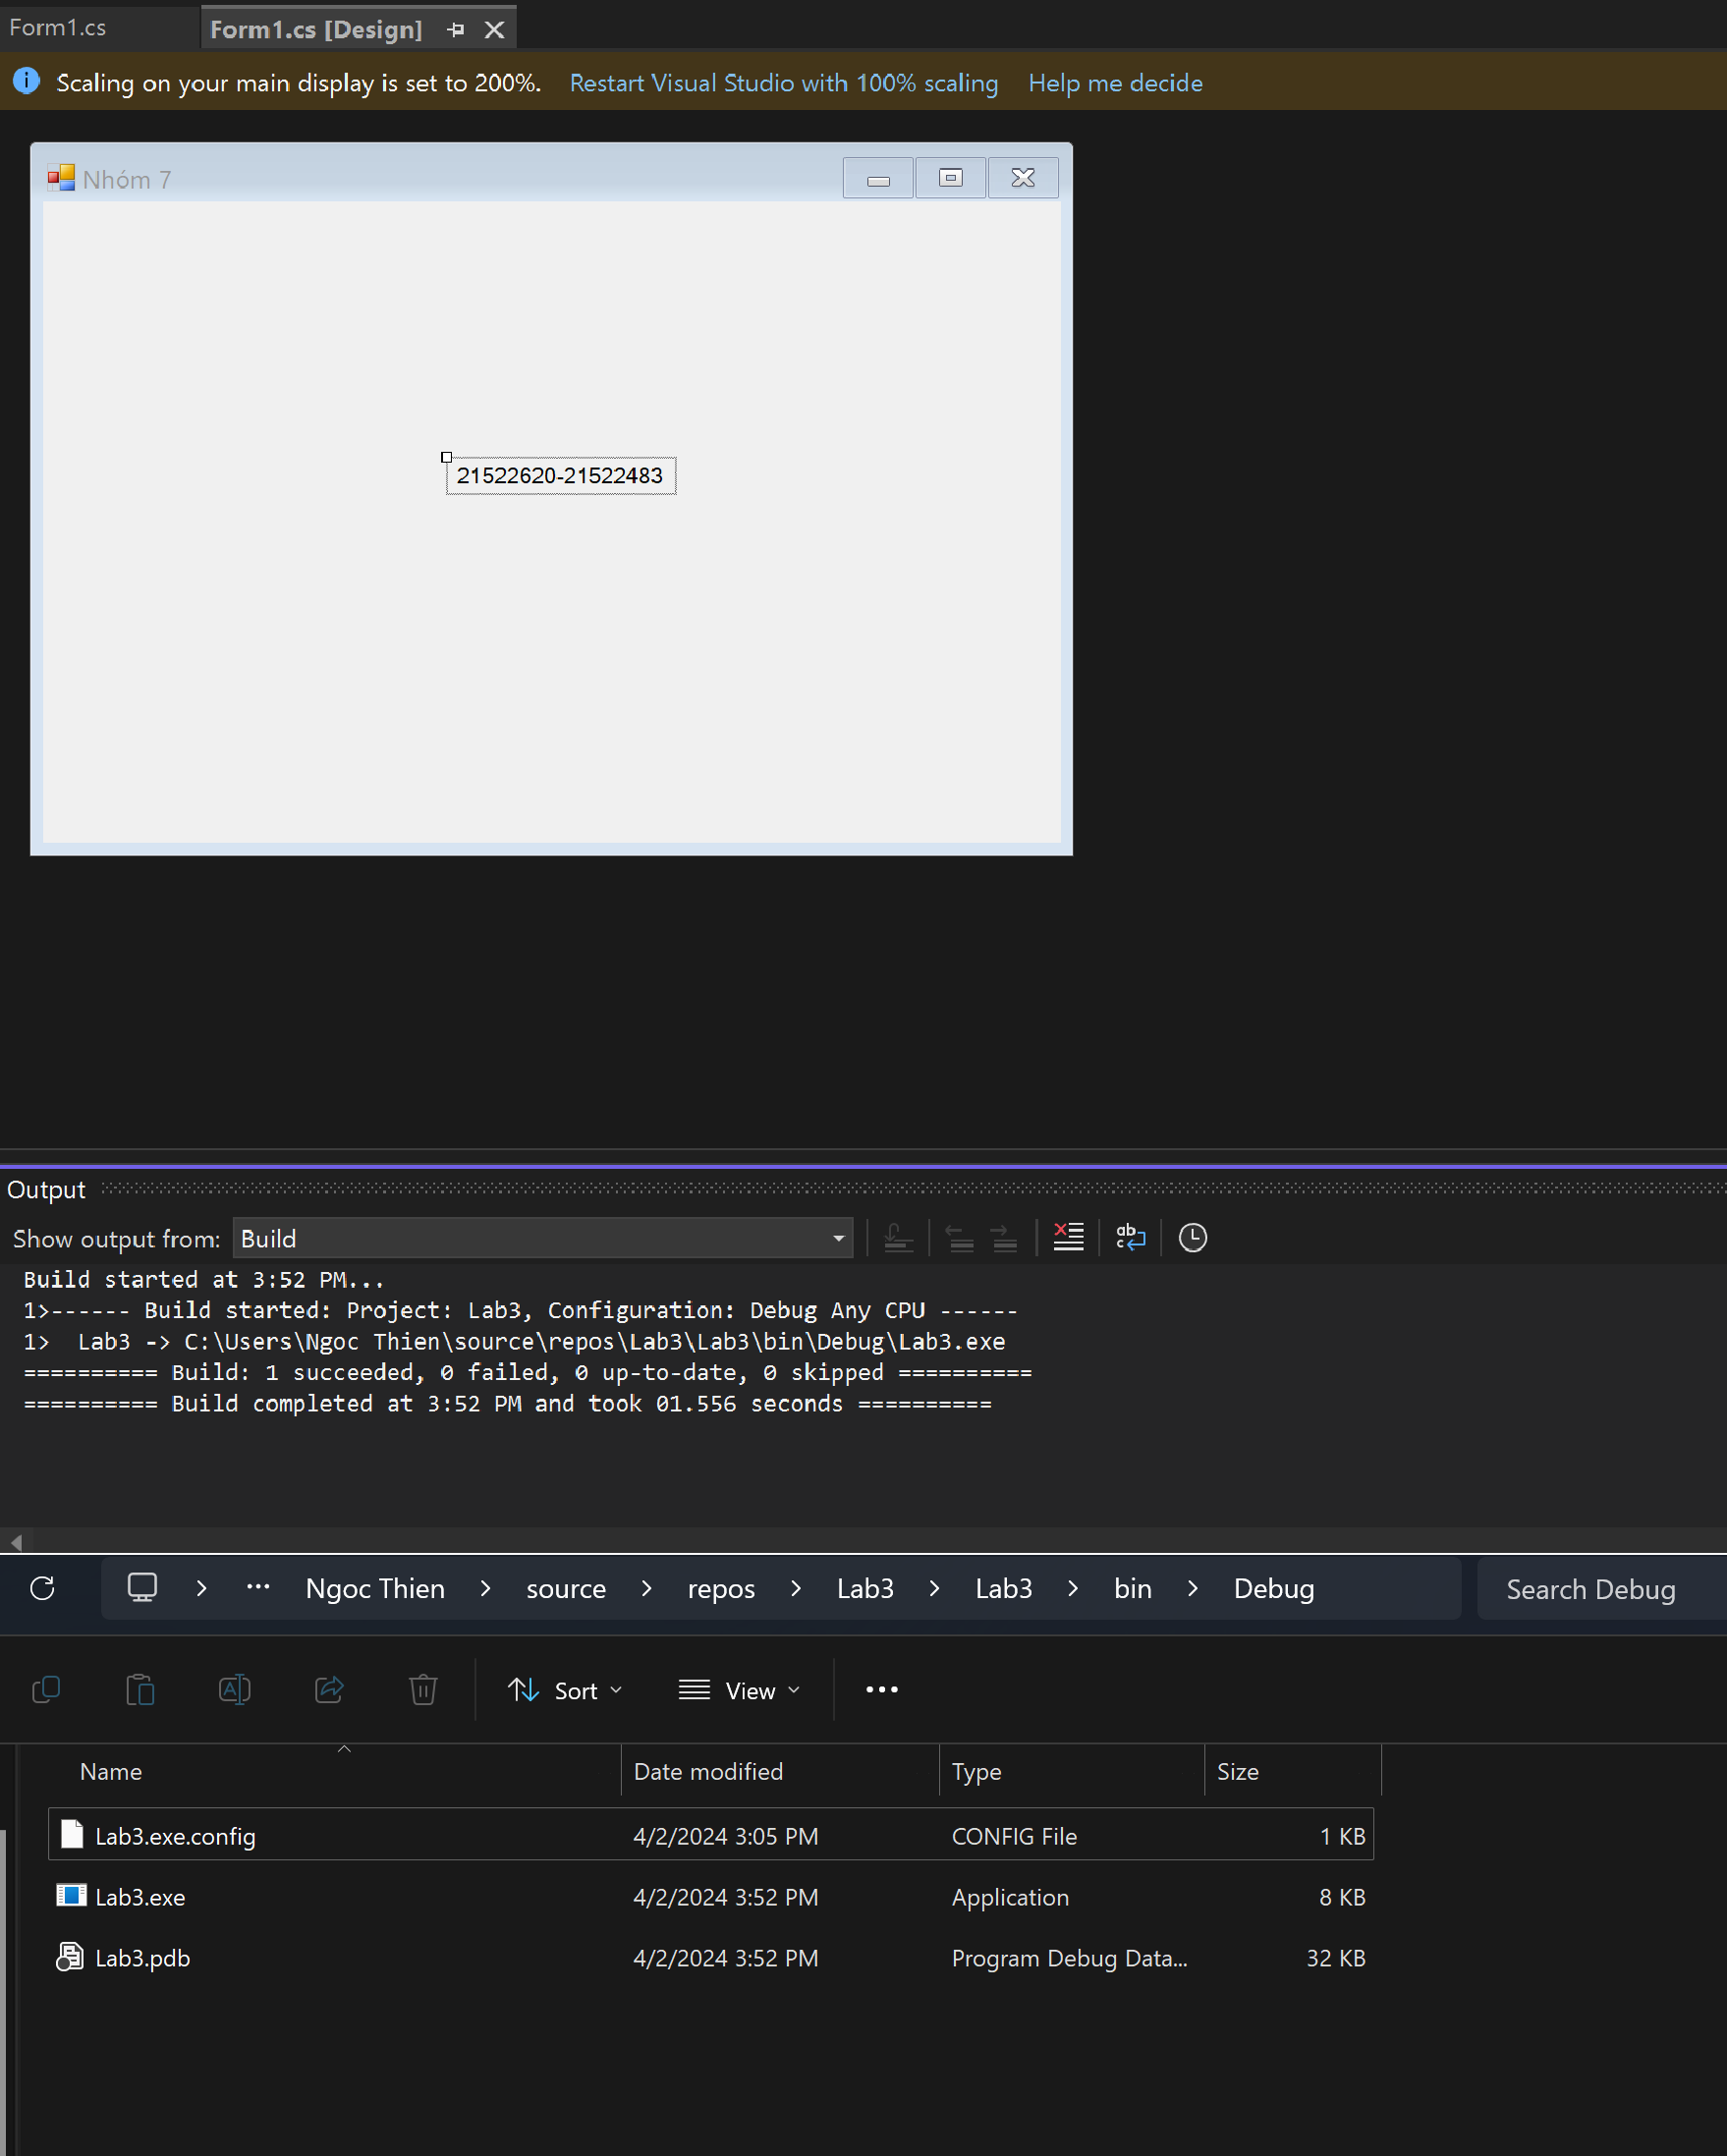 Form1.cs
Form1.cs [Design]
Scaling on your main display is set to 200%. Restart Visual Studio with 100% scaling Help me decide
Nhóm 7
21522620-21522483
Output
Show output from: Build
Build started at 3:52 PM...
1>------ Build started: Project: Lab3, Configuration: Debug Any CPU ------
1>  Lab3 -> C:\Users\Ngoc Thien\source\repos\Lab3\Lab3\bin\Debug\Lab3.exe
========== Build: 1 succeeded, 0 failed, 0 up-to-date, 0 skipped ==========
========== Build completed at 3:52 PM and took 01.556 seconds ==========
> ... Ngoc Thien > source > repos > Lab3 > Lab3 > bin > Debug
Search Debug
Sort View ...
Name Date modified Type Size
Lab3.exe.config 4/2/2024 3:05 PM CONFIG File 1 KB
Lab3.exe 4/2/2024 3:52 PM Application 8 KB
Lab3.pdb 4/2/2024 3:52 PM Program Debug Data... 32 KB